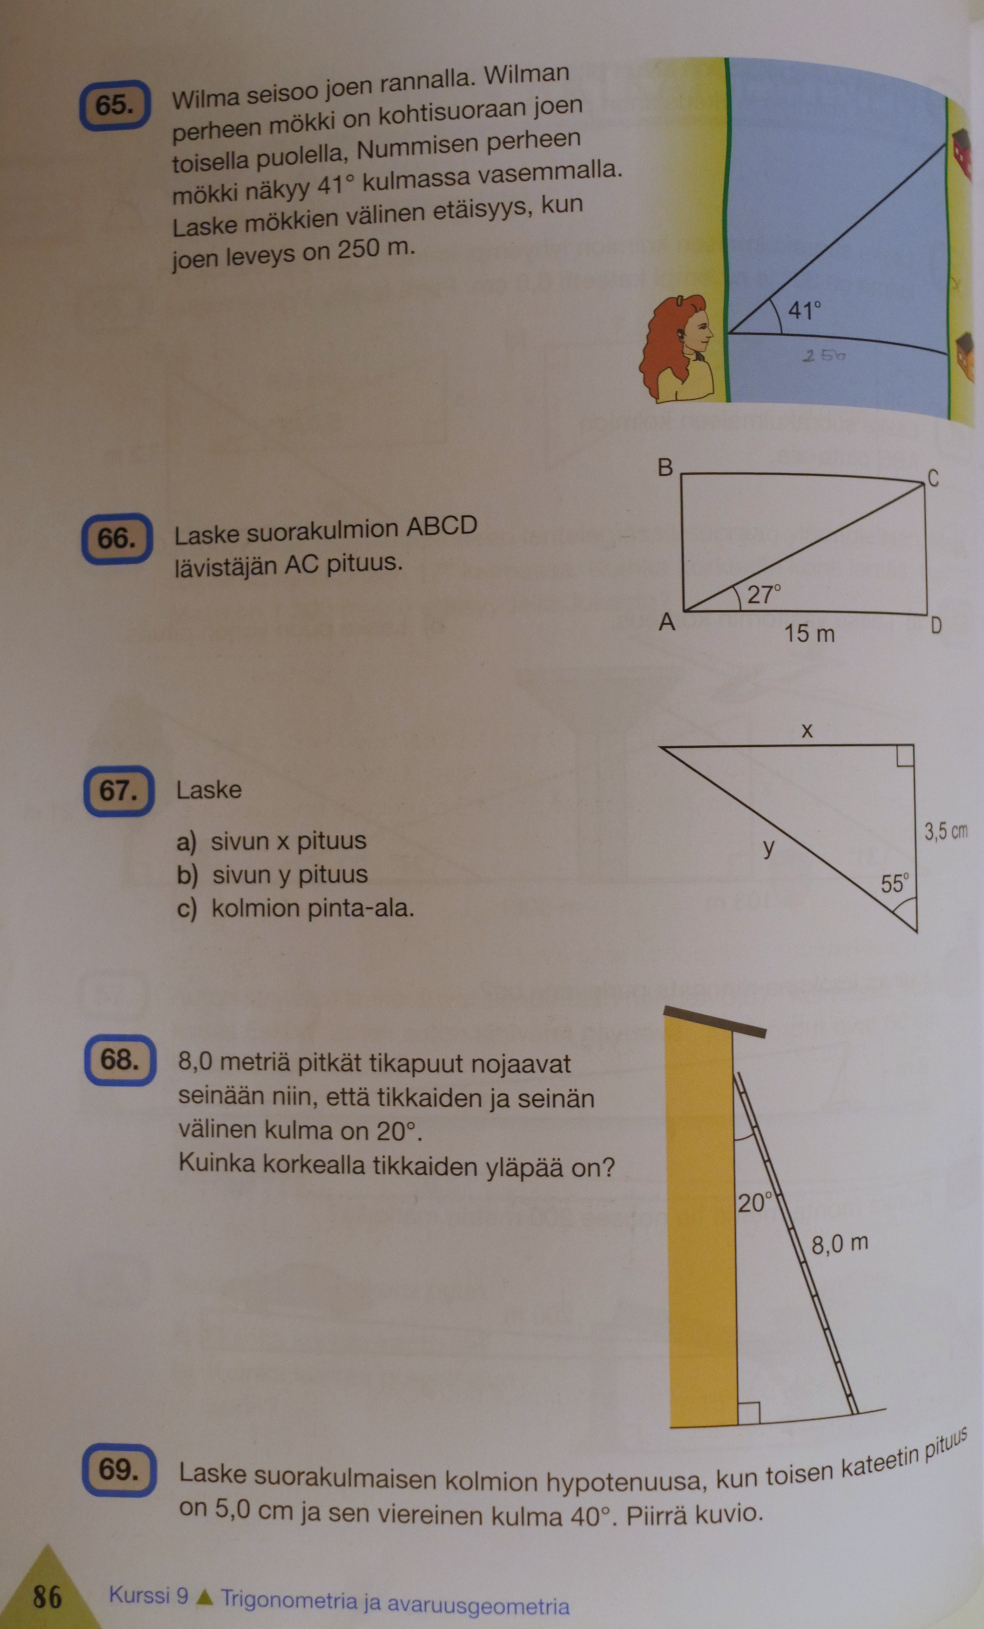 65. Wilma seisoo joen rannalla. Wilman
perheen mökki on kohtisuoraan joen
toisella puolella, Nummisen perheen
mökki näkyy 41° kulmassa vasemmalla.
Laske mökkien välinen etäisyys, kun
joen leveys on 250 m.
41°
250
B
C
66. Laske suorakulmion ABCD
lävistäjän AC pituus.
27°
A
15 m
D
x
67. Laske
a) sivun x pituus
b) sivun y pituus
c) kolmion pinta-ala.
3,5 cm
y
55°
68. 8,0 metriä pitkät tikapuut nojaavat
seinään niin, että tikkaiden ja seinän
välinen kulma on 20°.
Kuinka korkealla tikkaiden yläpää on?
20°
8,0 m
69. Laske suorakulmaisen kolmion hypotenuusa, kun toisen kateetin pituus
on 5,0 cm ja sen viereinen kulma 40°. Piirrä kuvio.
86 Kurssi 9 ▲ Trigonometria ja avaruusgeometria